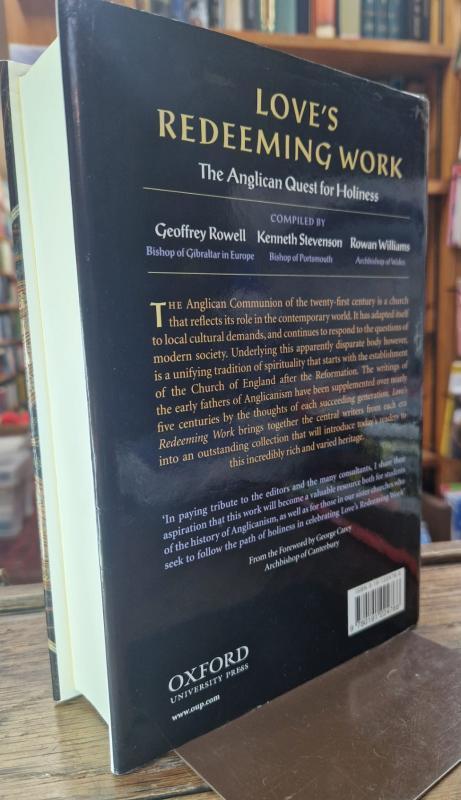 LOVE'S
REDEEMING WORK
The Anglican Quest for Holiness
COMPILED BY
Geoffrey Rowell Kenneth Stevenson Rowan Williams
Bishop of Gibraltar in Europe Bishop of Portsmouth Archbishop of Wales
THE Anglican Communion of the twenty-first century is a church
that reflects its role in the contemporary world. It has adapted itself
to local cultural demands, and continues to respond to the questions of
modern society. Underlying this apparently disparate body however,
is a unifying tradition of spirituality that starts with the establishment
of the Church of England after the Reformation. The writings of
the early fathers of Anglicanism have been supplemented over nearly
five centuries by the thoughts of each succeeding generation. Love's
Redeeming Work brings together the central writers from each era
into an outstanding collection that will introduce today's readers to
this incredibly rich and varied heritage.
'In paying tribute to the editors and the many consultants, I share their
aspiration that this work will become a valuable resource both for students
of the history of Anglicanism, as well as for those in our sister churches who
seek to follow the path of holiness in celebrating Love's Redeeming Work'
From the Foreword by George Carey
Archbishop of Canterbury
OXFORD
UNIVERSITY PRESS
www.oup.com